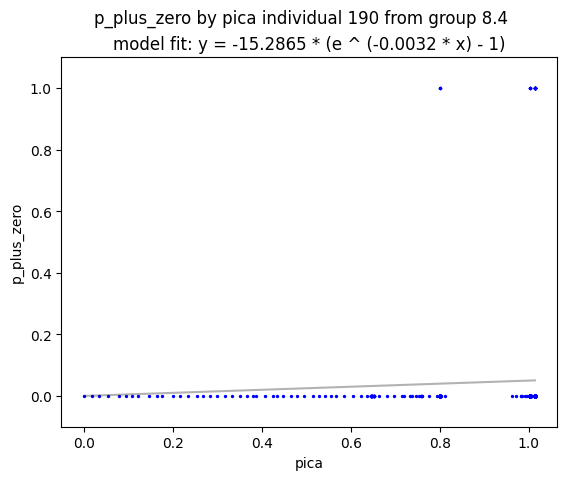 p_plus_zero by pica individual 190 from group 8.4
model fit: y = -15.2865 * (e ^ (-0.0032 * x) - 1)
p_plus_zero
1.0
0.8
0.6
0.4
0.2
0.0
0.0 0.2 0.4 0.6 0.8 1.0
pica